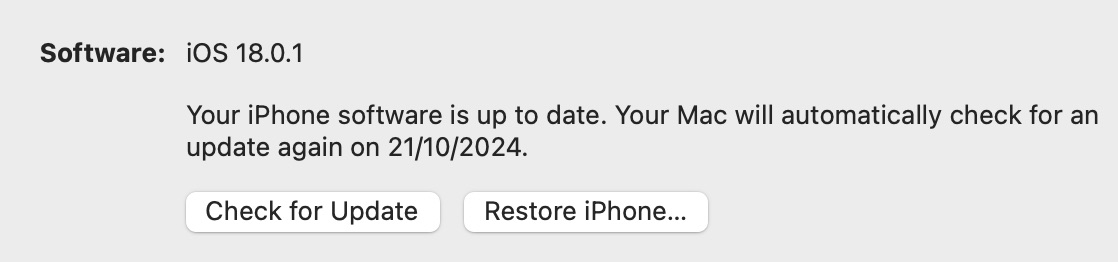 Software: iOS 18.0.1
Your iPhone software is up to date. Your Mac will automatically check for an
update again on 21/10/2024.
Check for Update Restore iPhone...